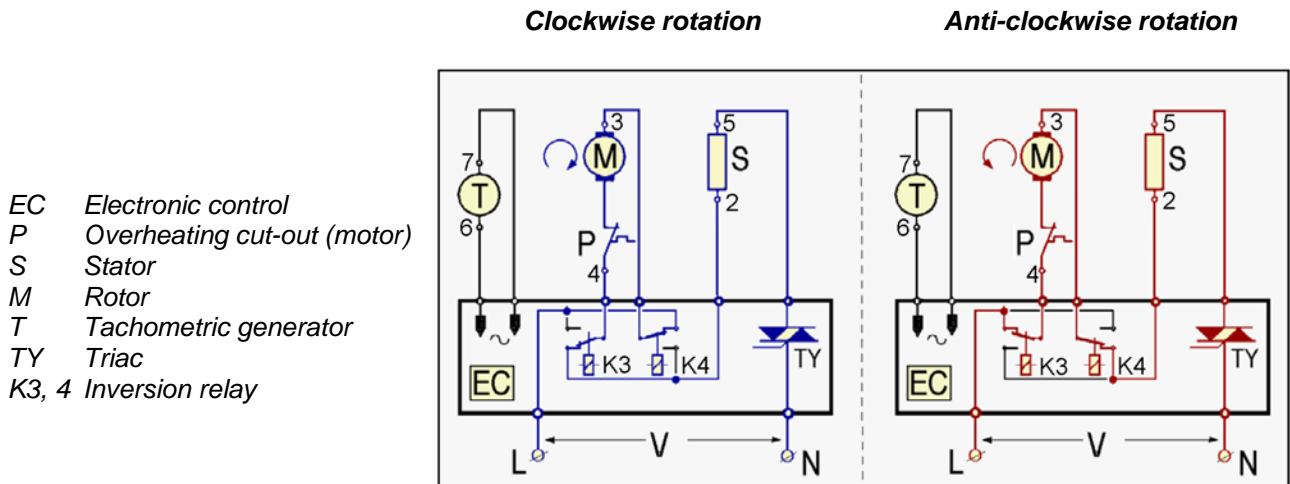 Clockwise rotation
Anti-clockwise rotation
EC Electronic control
P Overheating cut-out (motor)
S Stator
M Rotor
T Tachometric generator
TY Triac
K3, 4 Inversion relay
3
5
7
M
S
T
2
6
P
4
TY
K3
K4
EC
V
L
N
3
5
7
M
S
T
2
6
P
4
TY
K3
K4
EC
V
L
N